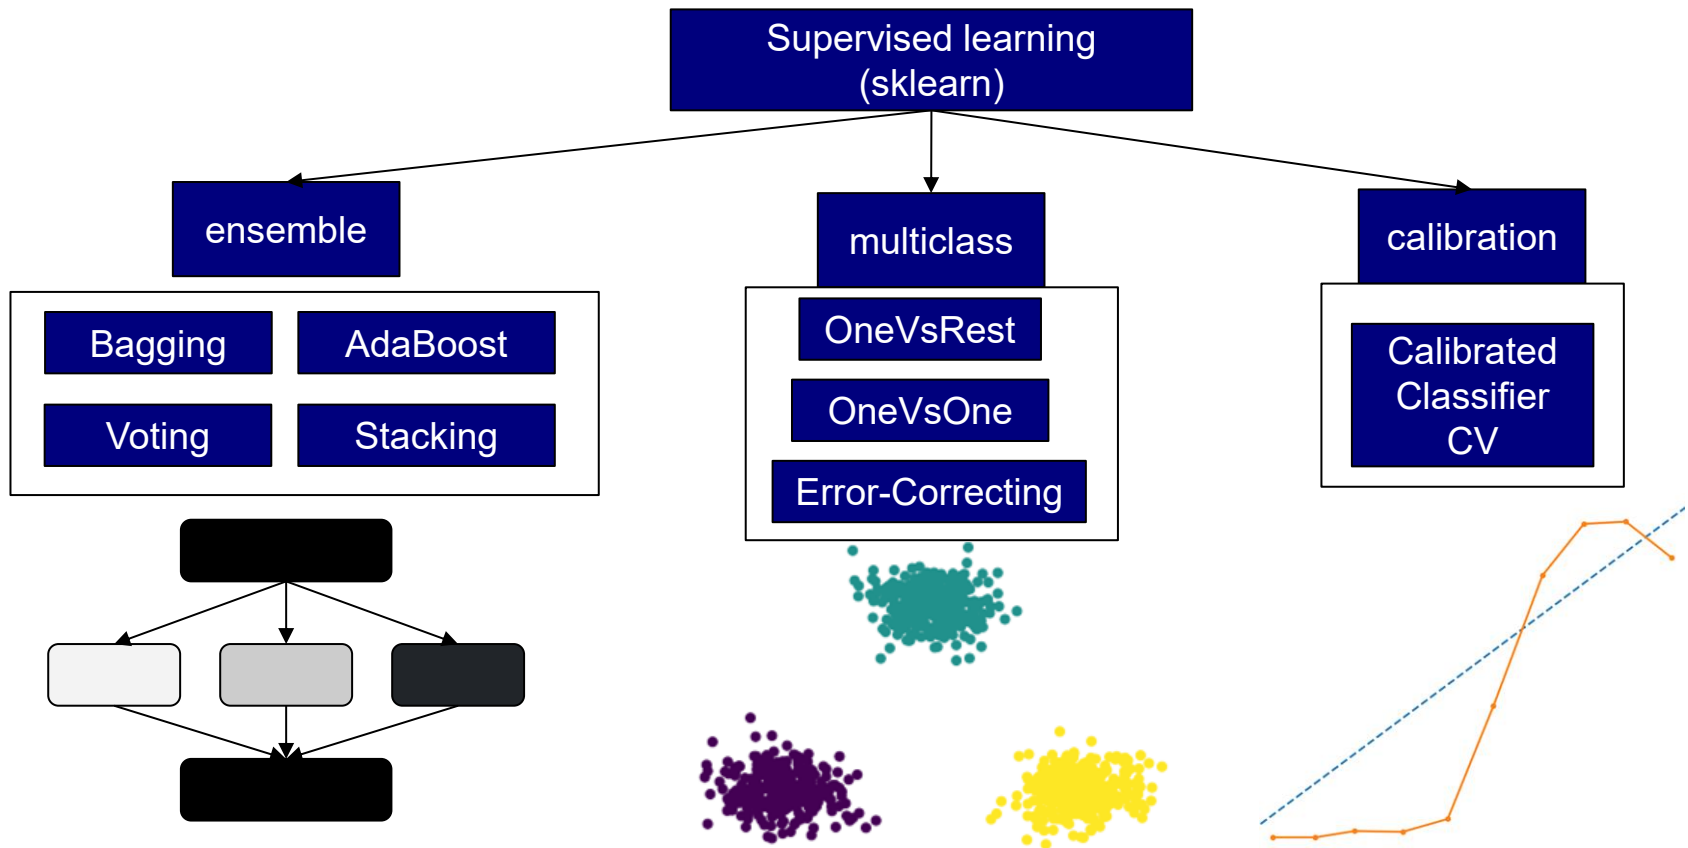 Supervised learning
(sklearn)
ensemble
multiclass
calibration
Bagging
AdaBoost
Voting
Stacking
OneVsRest
OneVsOne
Error-Correcting
Calibrated
Classifier
CV